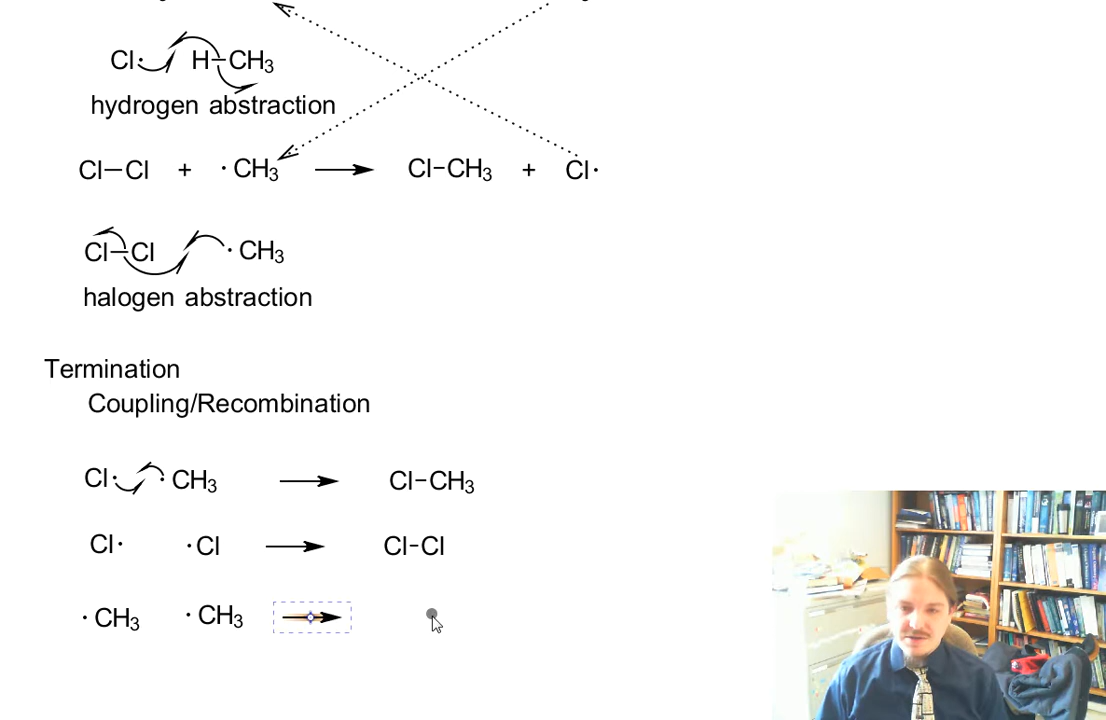 Cl· H–CH₃
hydrogen abstraction
Cl–Cl + ·CH₃ → Cl–CH₃ + Cl·
Cl–Cl ·CH₃
halogen abstraction
Termination
Coupling/Recombination
Cl· ·CH₃ → Cl–CH₃
Cl· ·Cl → Cl–Cl
·CH₃ ·CH₃ →